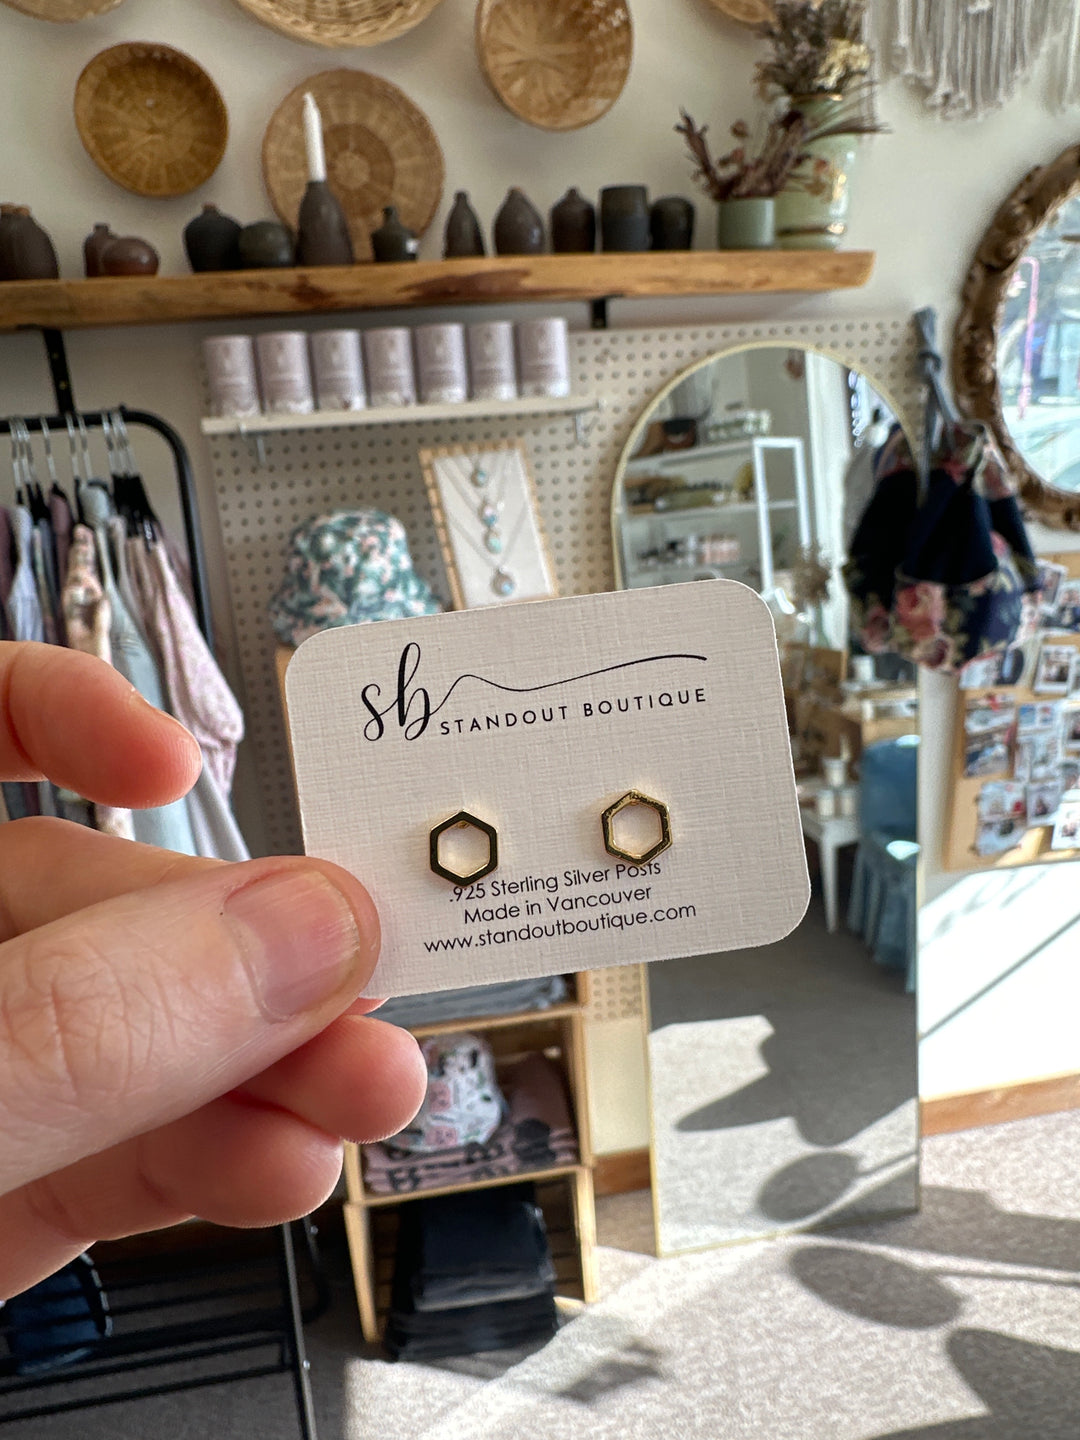 sb STANDOUT BOUTIQUE
.925 Sterling Silver Posts
Made in Vancouver
www.standoutboutique.com